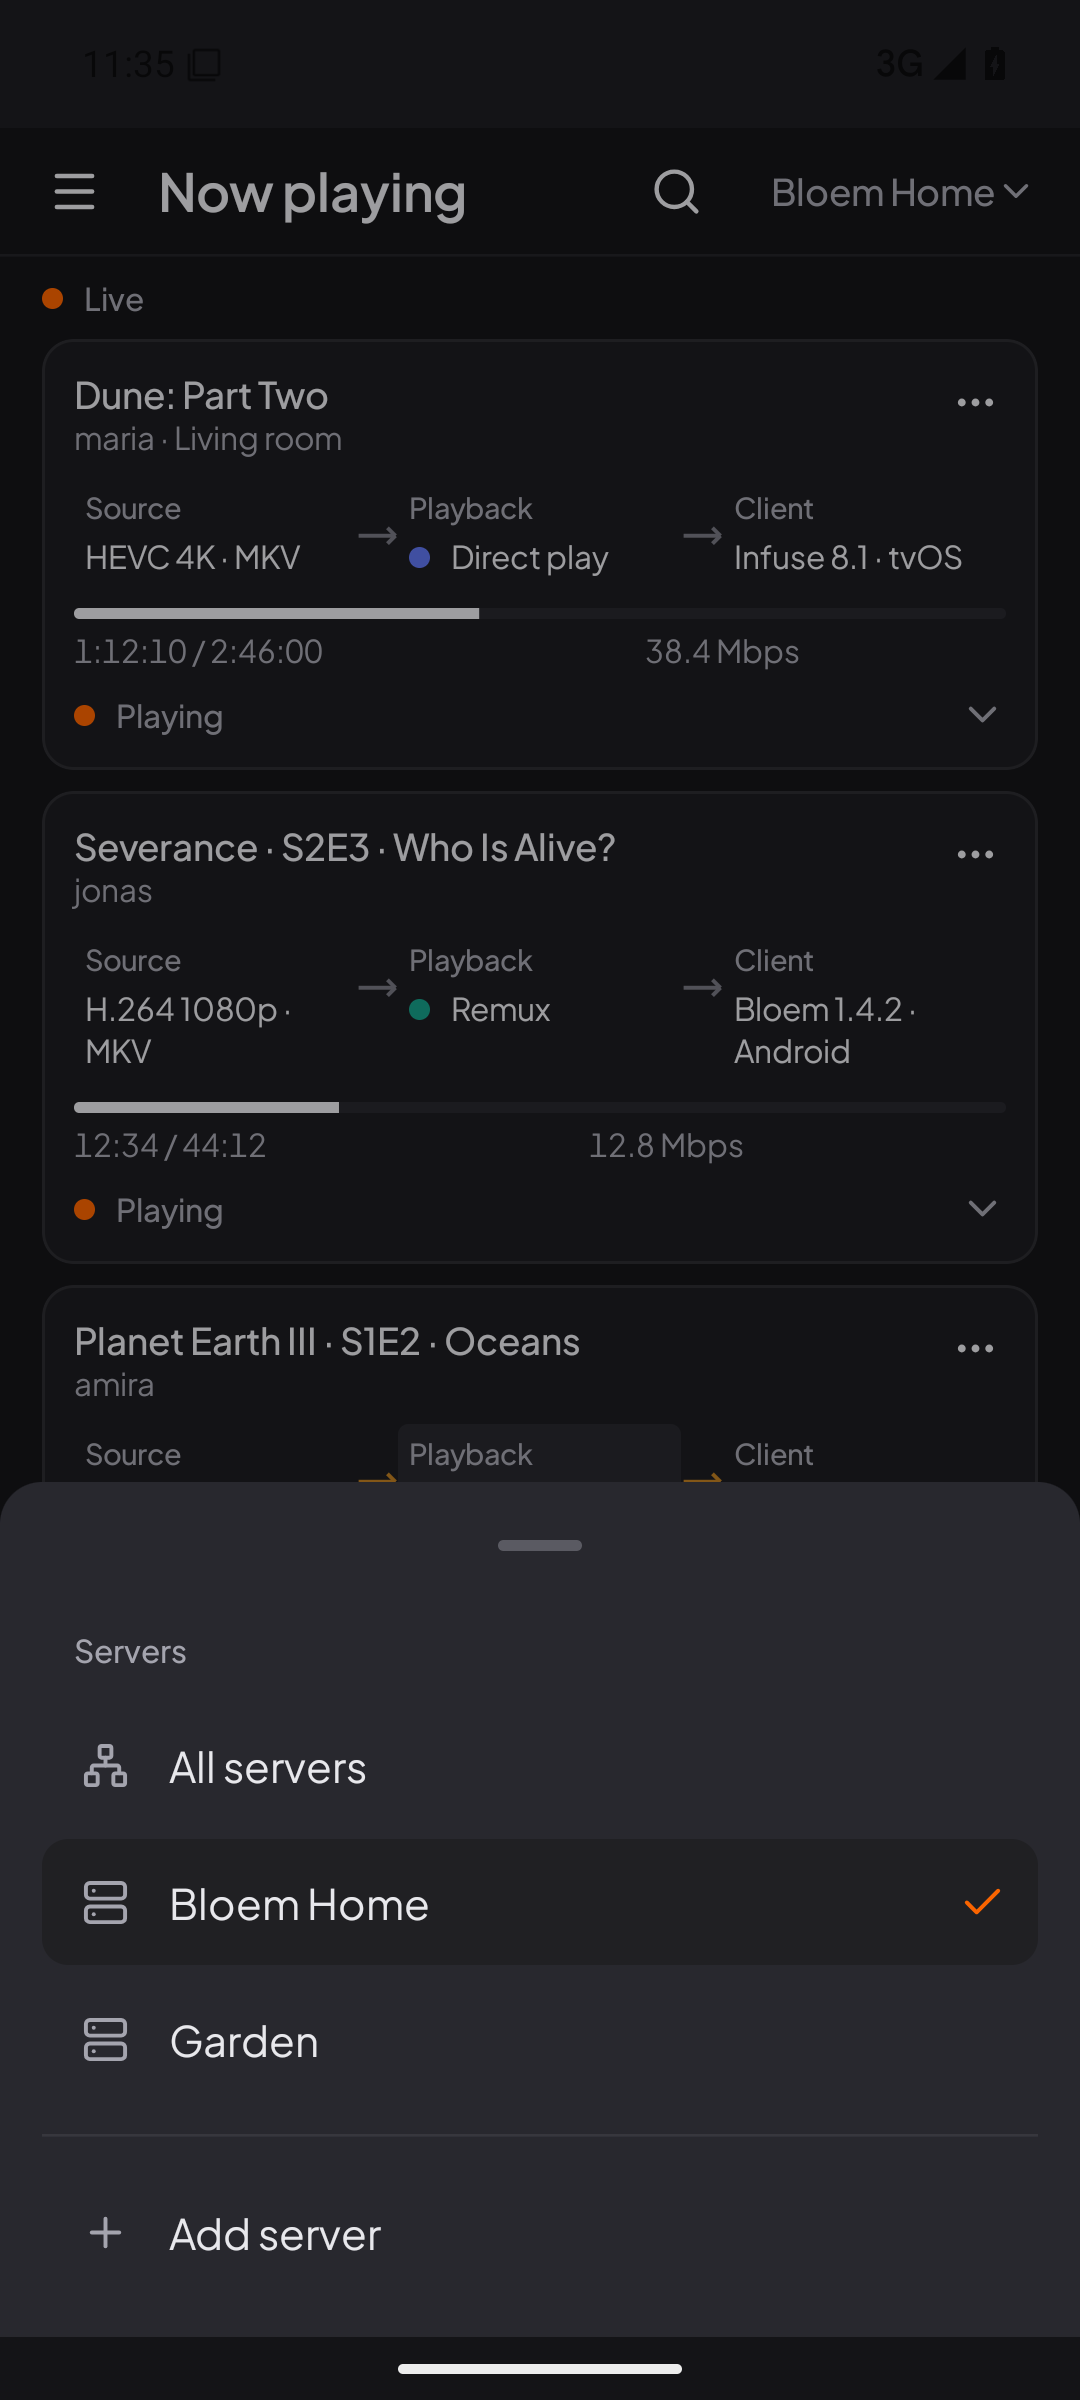 11:35
3G
Now playing
Bloem Home
Live
Dune: Part Two
maria · Living room
Source
Playback
Client
HEVC 4K · MKV
Direct play
Infuse 8.1 · tvOS
1:12:10 / 2:46:00
38.4 Mbps
Playing
Severance · S2E3 · Who Is Alive?
jonas
Source
Playback
Client
H.264 1080p ·
MKV
Remux
Bloem 1.4.2 ·
Android
12:34 / 44:12
12.8 Mbps
Playing
Planet Earth III · S1E2 · Oceans
amira
Source
Playback
Client
Servers
All servers
Bloem Home
Garden
Add server